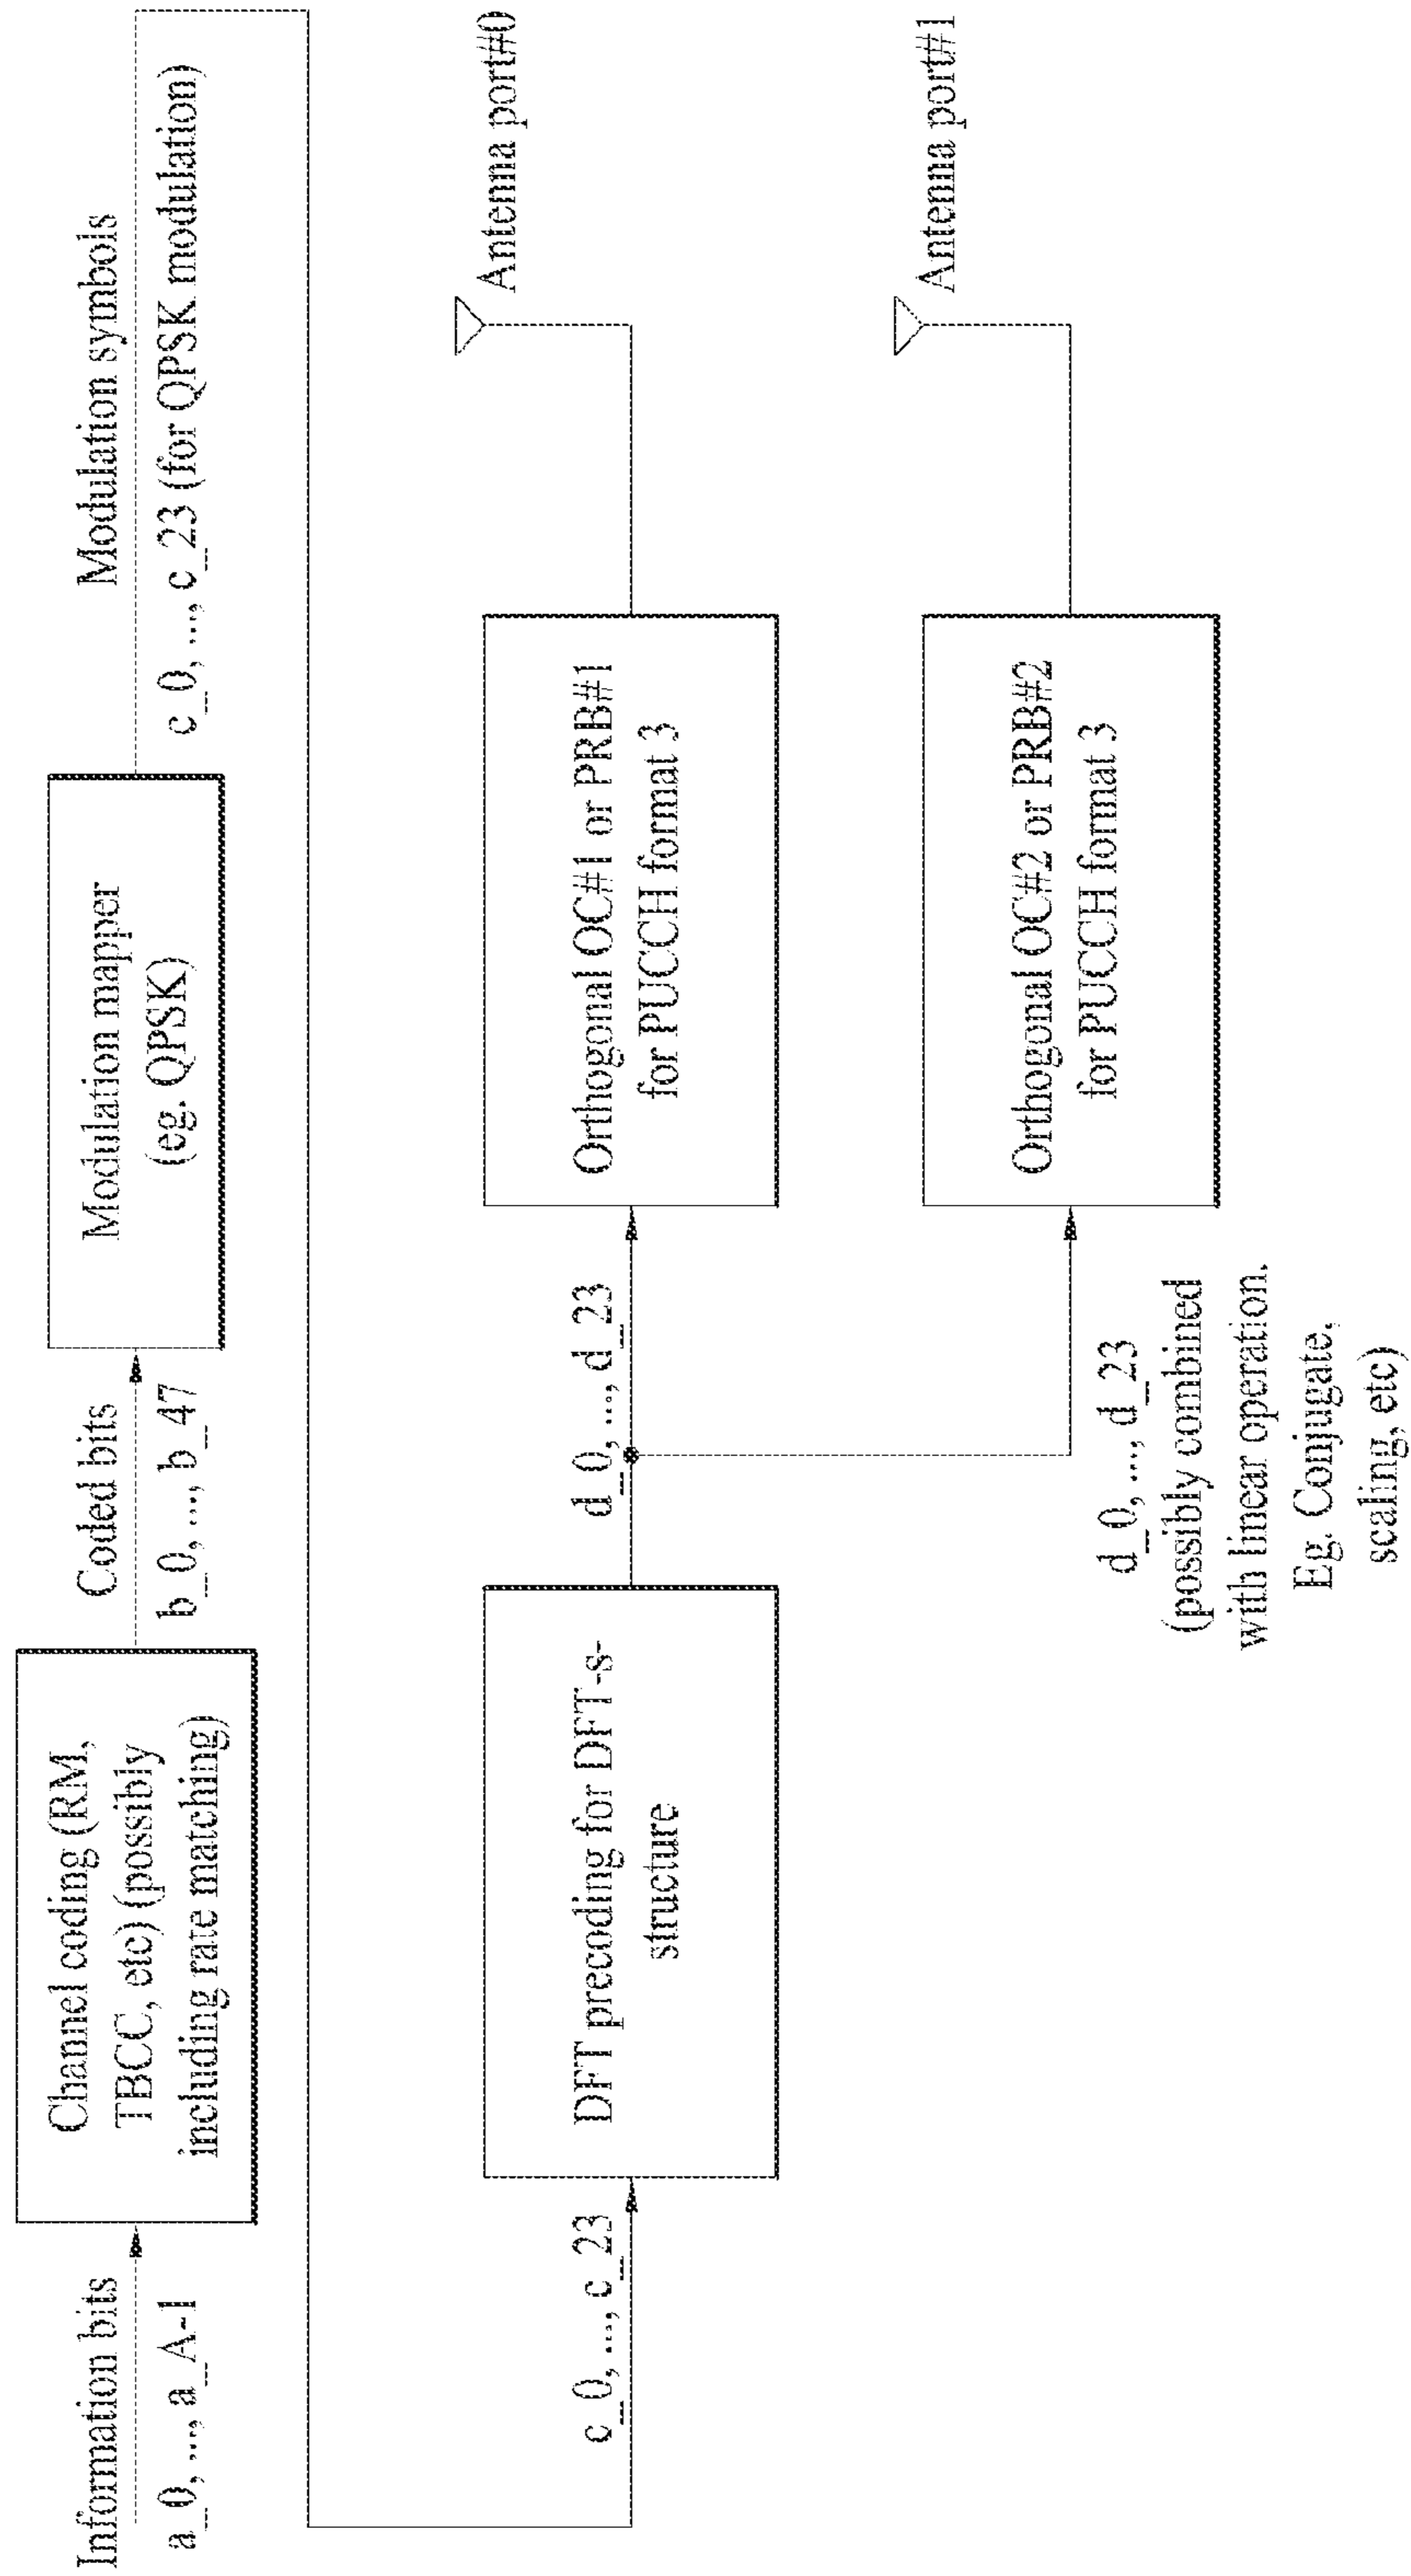 Information bits
a_0, ..., a_A-1
Channel coding (RM,
TBCC, etc) (possibly
including rate matching)
Coded bits
b_0, ..., b_47
Modulation mapper
(eg. QPSK)
Modulation symbols
c_0, ..., c_23 (for QPSK modulation)
c_0, ..., c_23
DFT precoding for DFT-s-
structure
d_0, ..., d_23
Orthogonal OC#1 or PRB#1
for PUCCH format 3
Antenna port#0
d_0, ..., d_23
(possibly combined
with linear operation.
Eg. Conjugate,
scaling, etc)
Orthogonal OC#2 or PRB#2
for PUCCH format 3
Antenna port#1